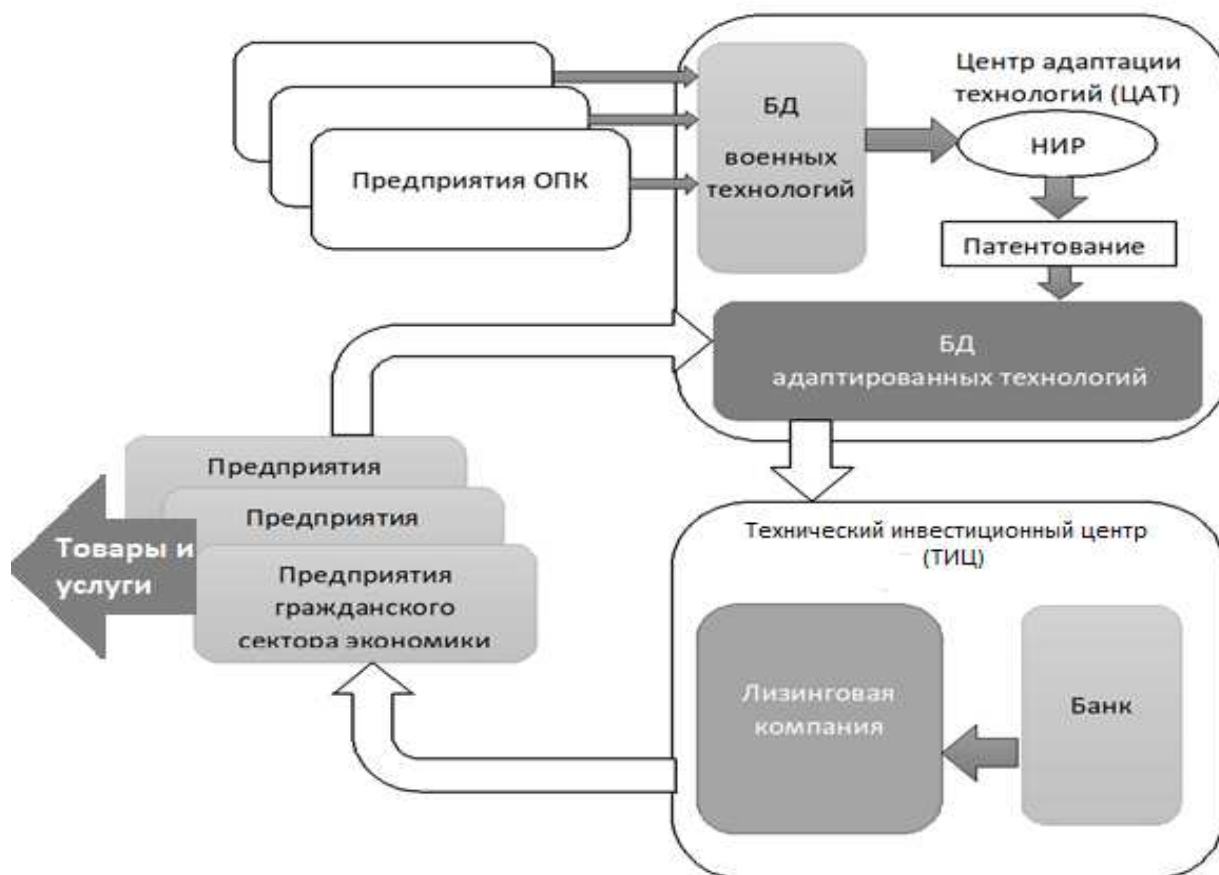 Предприятия ОПК
БД
военных
технологий
Центр адаптации
технологий (ЦАТ)
НИР
Патентование
БД
адаптированных технологий
Предприятия
Предприятия
Предприятия
гражданского
сектора экономики
Товары и
услуги
Технический инвестиционный центр
(ТИЦ)
Лизинговая
компания
Банк